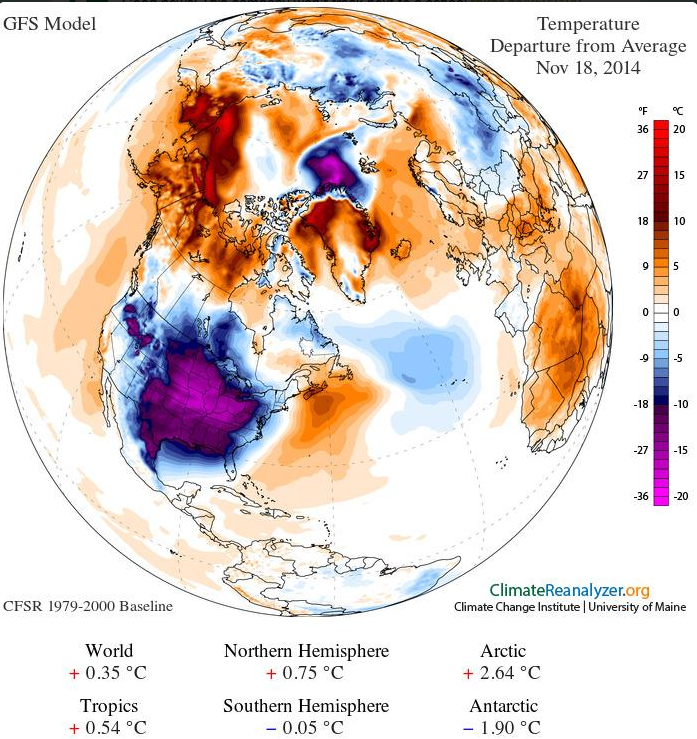 GFS Model
Temperature
Departure from Average
Nov 18, 2014
°F °C
36 20
27 15
18 10
9 5
0 0
-9 -5
-18 -10
-27 -15
-36 -20
ClimateReanalyzer.org
CFSR 1979-2000 Baseline
Climate Change Institute | University of Maine
World Northern Hemisphere Arctic
+ 0.35 °C + 0.75 °C + 2.64 °C
Tropics Southern Hemisphere Antarctic
+ 0.54 °C − 0.05 °C − 1.90 °C